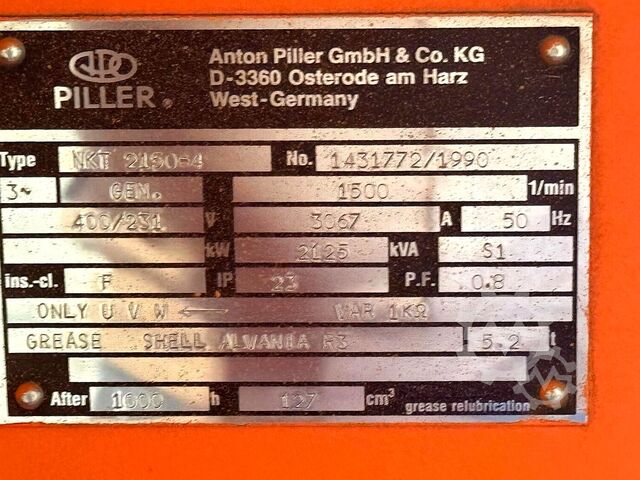 PILLER®
Anton Piller GmbH & Co. KG
D-3360 Osterode am Harz
West-Germany
Type NKT 2150-4 No. 1431772/1990
3~ GEN. 1500 1/min
400/231 V 3067 A 50 Hz
kW 2125 kVA S1
ins.-cl. F IP 23 P.F. 0.8
ONLY U V W ← VAR 1KΩ
GREASE SHELL ALVANIA R3 5.2 t
After 1000 h 127 cm³ grease relubrication